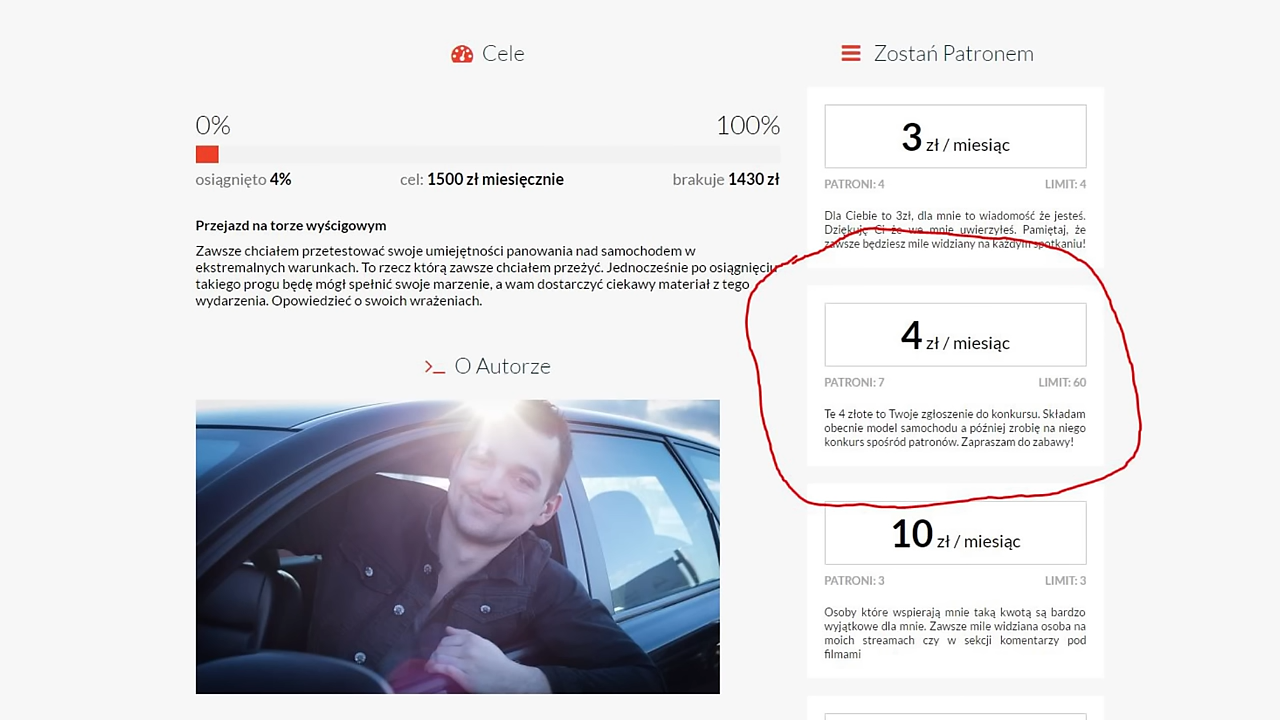 Cele
0% 100%
osiągnięto 4% cel: 1500 zł miesięcznie brakuje 1430 zł
Przejazd na torze wyścigowym
Zawsze chciałem przetestować swoje umiejętności panowania nad samochodem w
ekstremalnych warunkach. To rzecz którą zawsze chciałem przeżyć. Jednocześnie po osiągnięciu
takiego progu będę mógł spełnić swoje marzenie, a wam dostarczyć ciekawy materiał z tego
wydarzenia. Opowiedzieć o swoich wrażeniach.
O Autorze
Zostań Patronem
3 zł / miesiąc
PATRONI: 4 LIMIT: 4
Dla Ciebie to 3zł, dla mnie to wiadomość że jesteś.
Dziękuję Ci że we mnie uwierzyłeś. Pamiętaj, że
zawsze będziesz mile widziany na każdym spotkaniu!
4 zł / miesiąc
PATRONI: 7 LIMIT: 60
Te 4 złote to Twoje zgłoszenie do konkursu. Składam
obecnie model samochodu a później zrobię na niego
konkurs spośród patronów. Zapraszam do zabawy!
10 zł / miesiąc
PATRONI: 3 LIMIT: 3
Osoby które wspierają mnie taką kwotą są bardzo
wyjątkowe dla mnie. Zawsze mile widziana osoba na
moich streamach czy w sekcji komentarzy pod
filmami